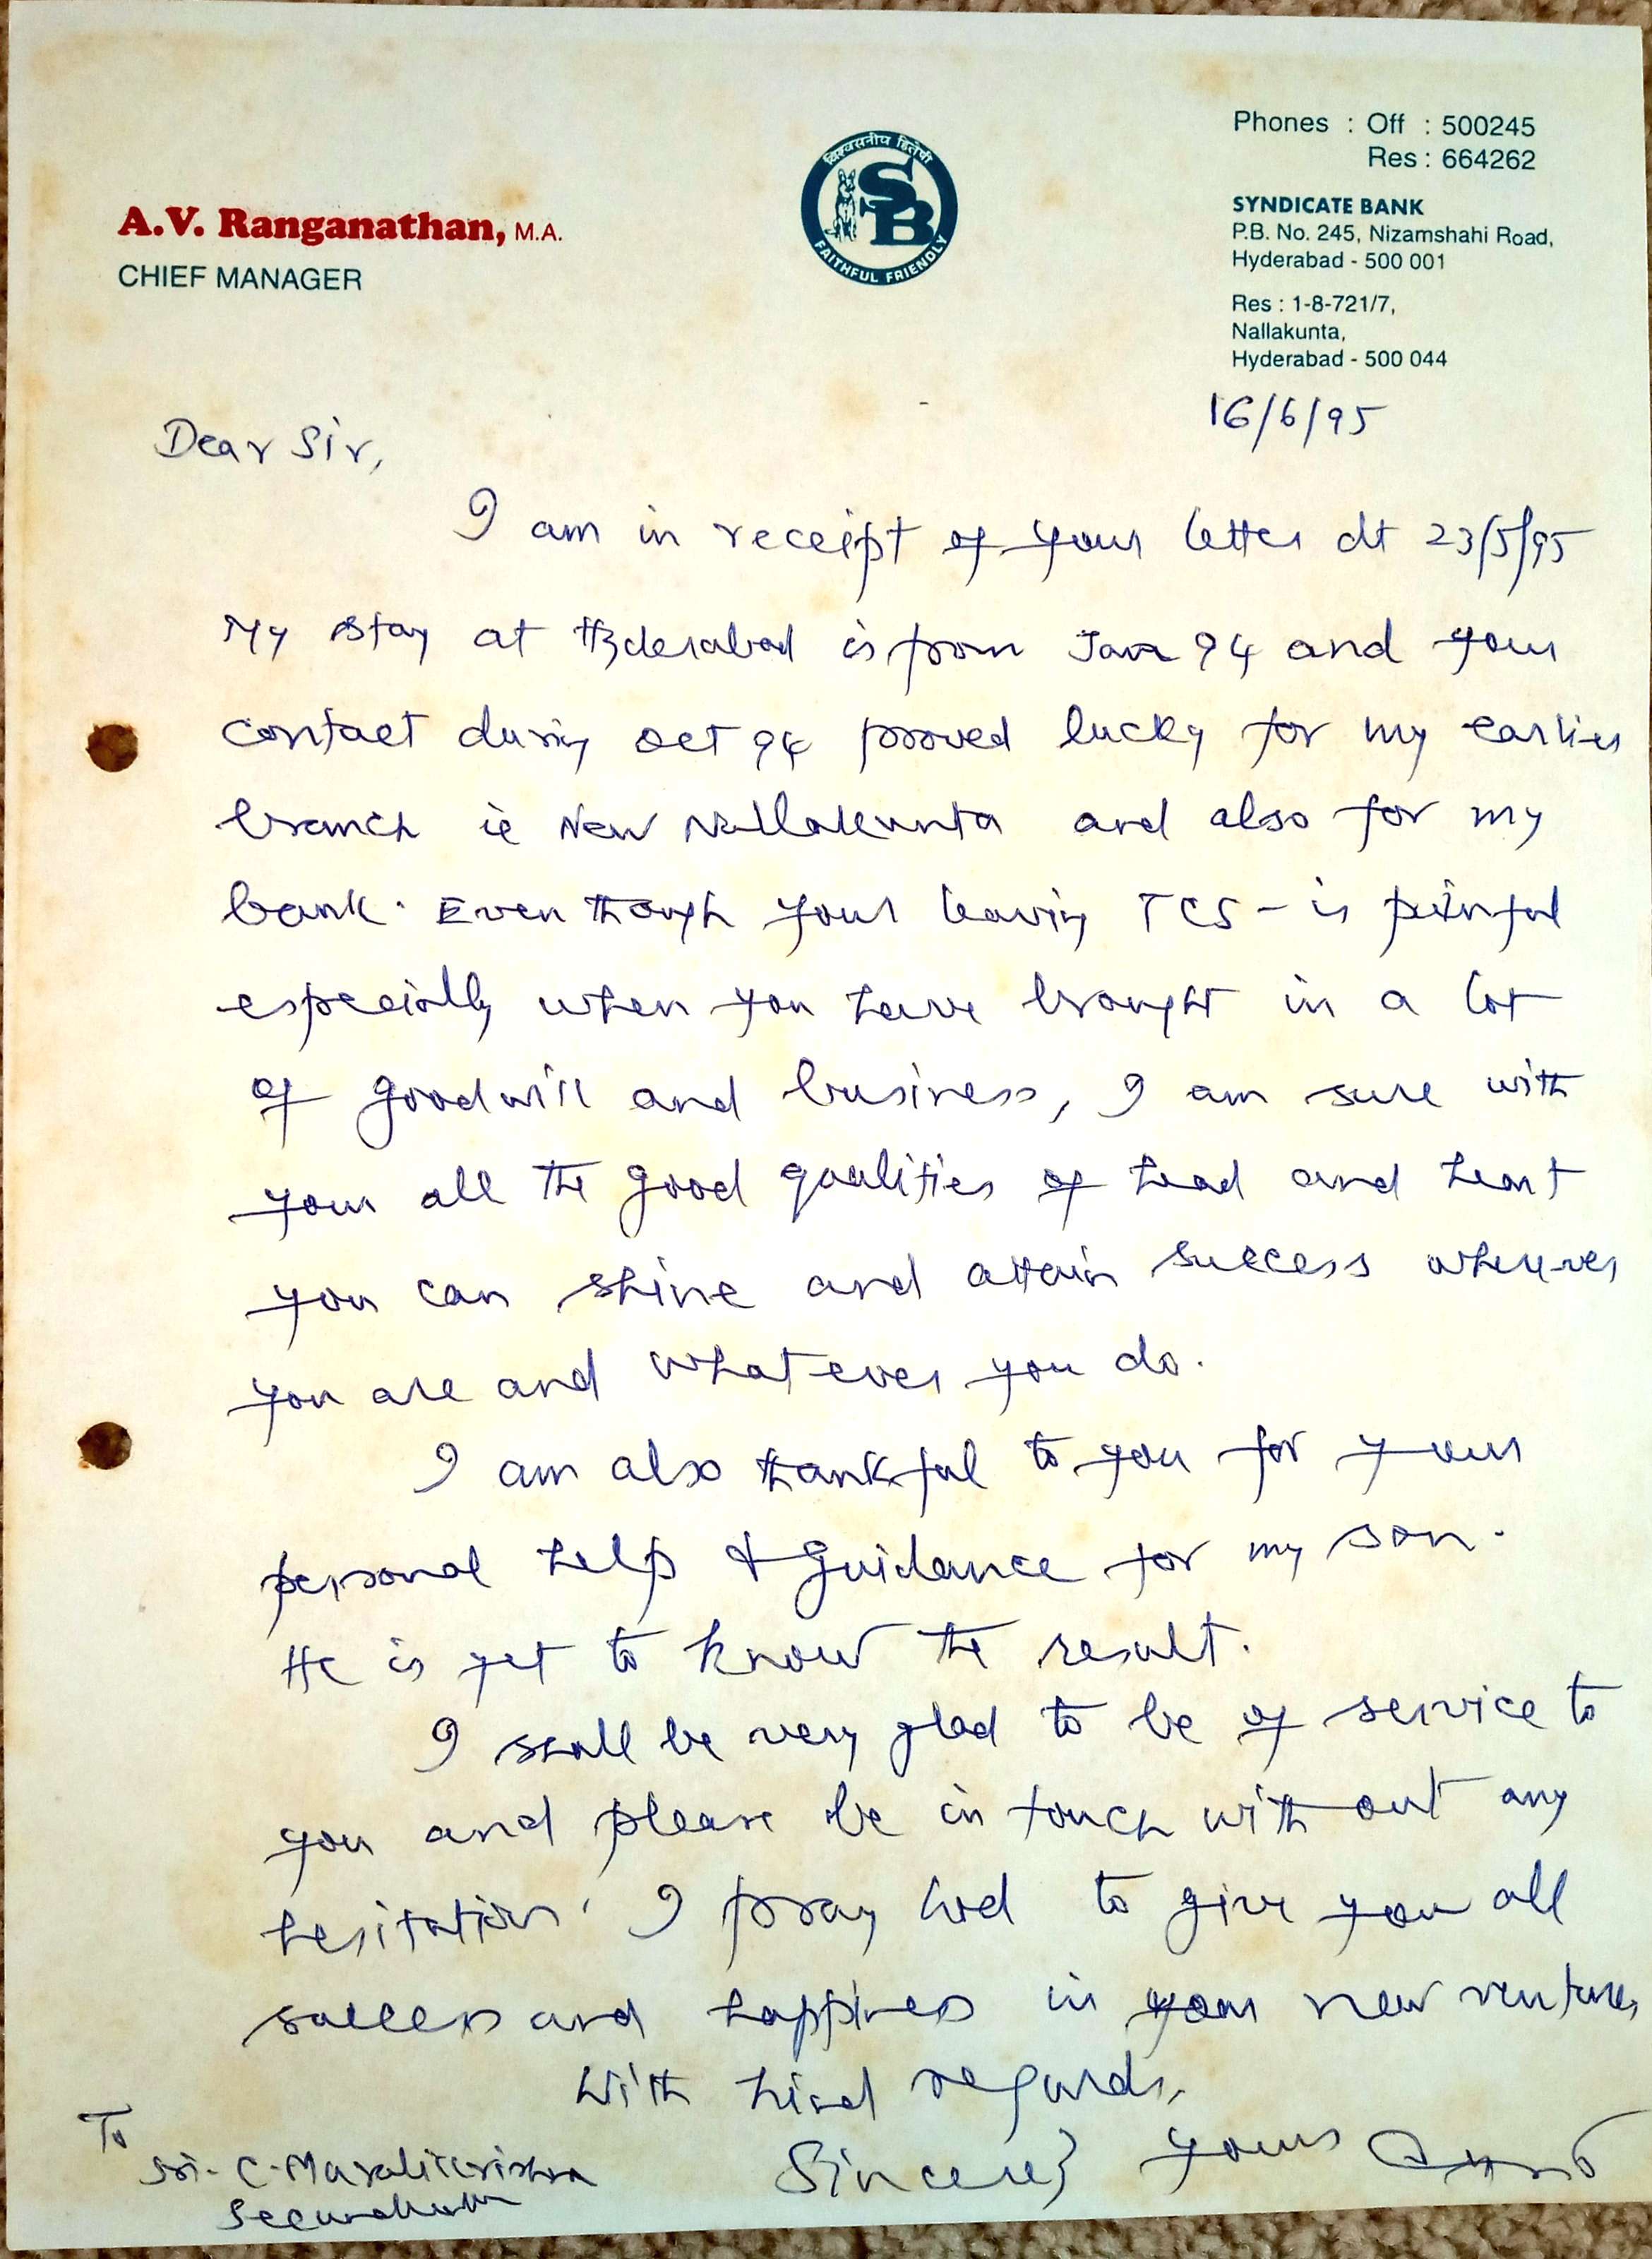 A.V. Ranganathan, M.A.
CHIEF MANAGER
विश्वसनीय हितैषी
SB
FAITHFUL FRIENDLY
Phones : Off : 500245
Res : 664262
SYNDICATE BANK
P.B. No. 245, Nizamshahi Road,
Hyderabad - 500 001
Res : 1-8-721/7,
Nallakunta,
Hyderabad - 500 044
16/6/95
Dear Sir,
I am in receipt of your letter dt 23/5/95
My stay at Hyderabad is from Jan 94 and your
contact during Oct 94 proved lucky for my earlier
branch ie New Nallakunta and also for my
bank. Even though your leaving TCS - is painful
especially when you have brought in a lot
of goodwill and business, I am sure with
your all the good qualities of head and heart
you can shine and attain success wherever
you are and whatever you do.
I am also thankful to you for your
personal help & guidance for my son.
He is yet to know the result.
I shall be very glad to be of service to
you and please be in touch without any
hesitation. I pray God to give you all
success and happiness in your new venture,
With kind regards,
Sincerely yours
To
Sri. C. Muralikrishna
Secunderabad